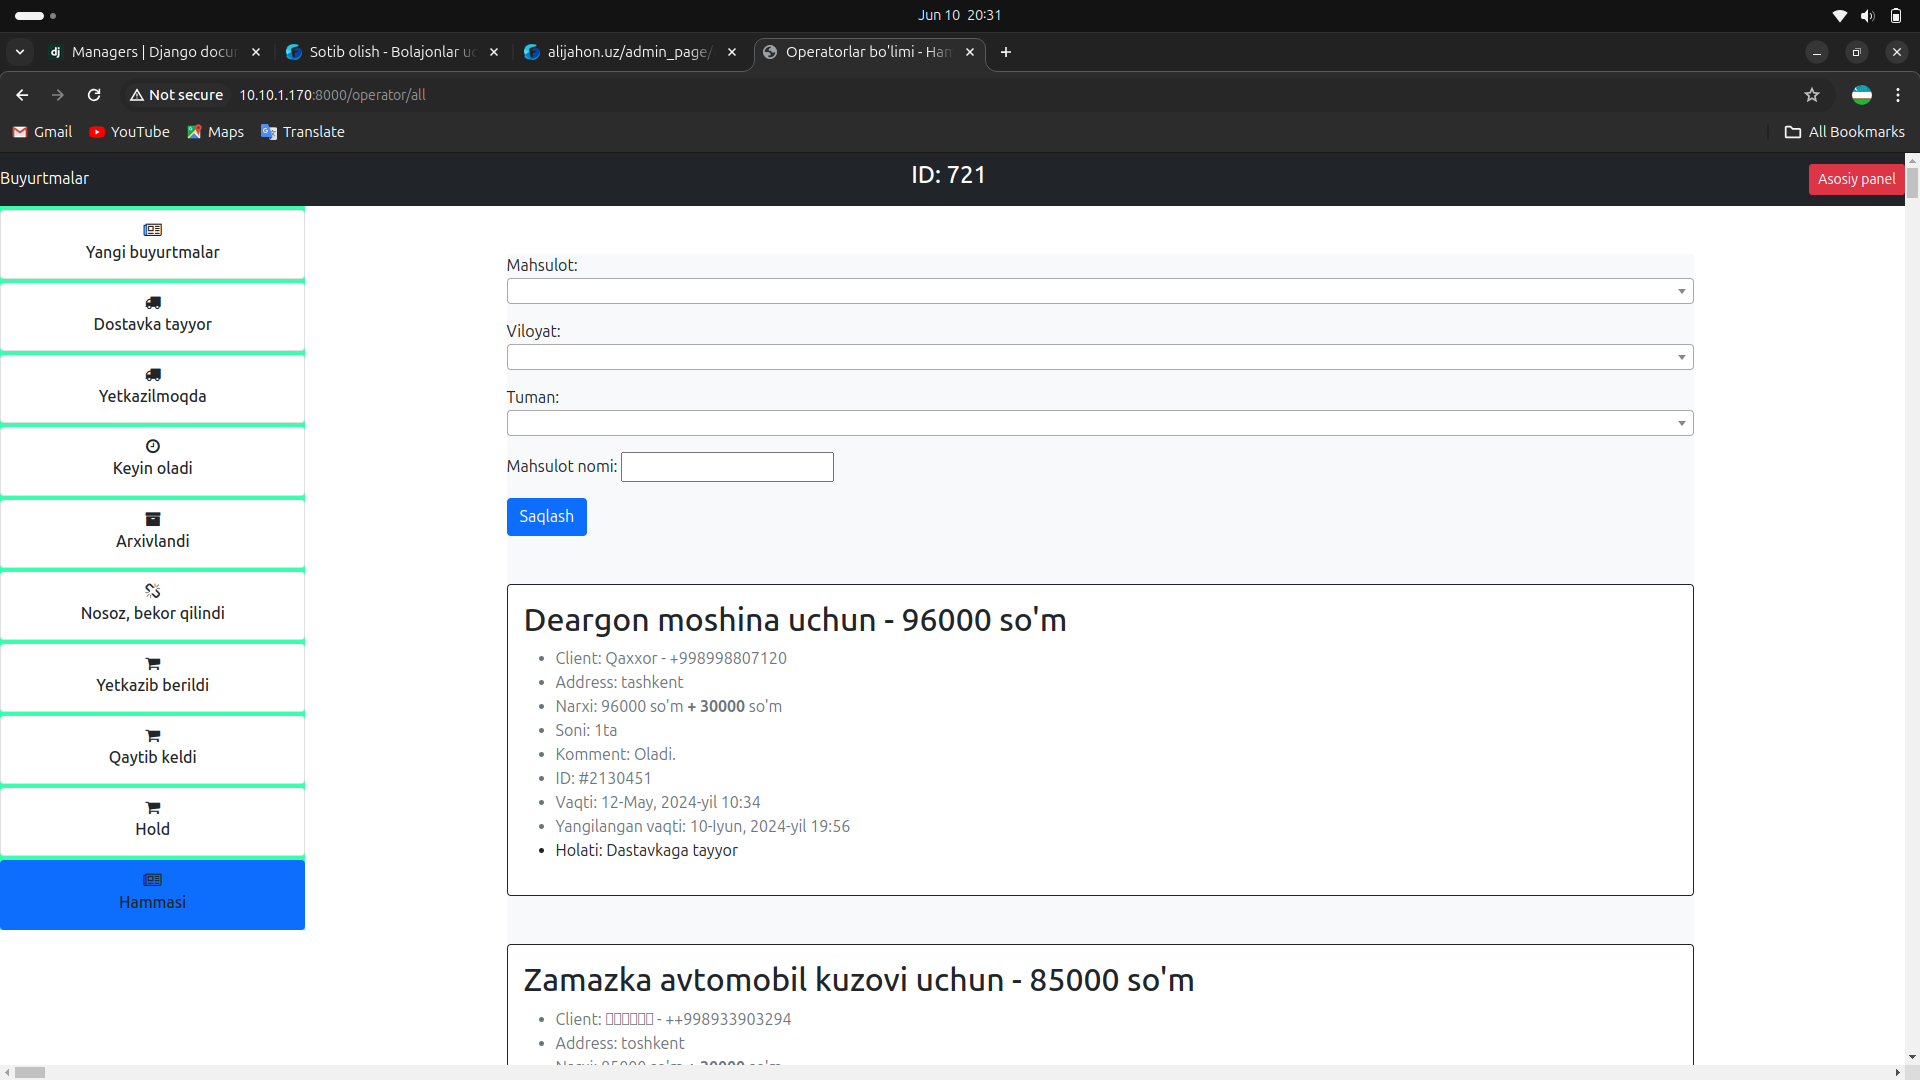 Jun 10 20:31
Managers | Django docu
Sotib olish - Bolajonlar u
alijahon.uz/admin_page/
Operatorlar bo'limi - Ham
Not secure 10.10.1.170:8000/operator/all
Gmail YouTube Maps Translate All Bookmarks
Buyurtmalar ID: 721 Asosiy panel
Yangi buyurtmalar
Dostavka tayyor
Yetkazilmoqda
Keyin oladi
Arxivlandi
Nosoz, bekor qilindi
Yetkazib berildi
Qaytib keldi
Hold
Hammasi
Mahsulot:
Viloyat:
Tuman:
Mahsulot nomi:
Saqlash
Deargon moshina uchun - 96000 so'm
Client: Qaxxor - +998998807120
Address: tashkent
Narxi: 96000 so'm + 30000 so'm
Soni: 1ta
Komment: Oladi.
ID: #2130451
Vaqti: 12-May, 2024-yil 10:34
Yangilangan vaqti: 10-Iyun, 2024-yil 19:56
Holati: Dastavkaga tayyor
Zamazka avtomobil kuzovi uchun - 85000 so'm
Client: - ++998933903294
Address: toshkent